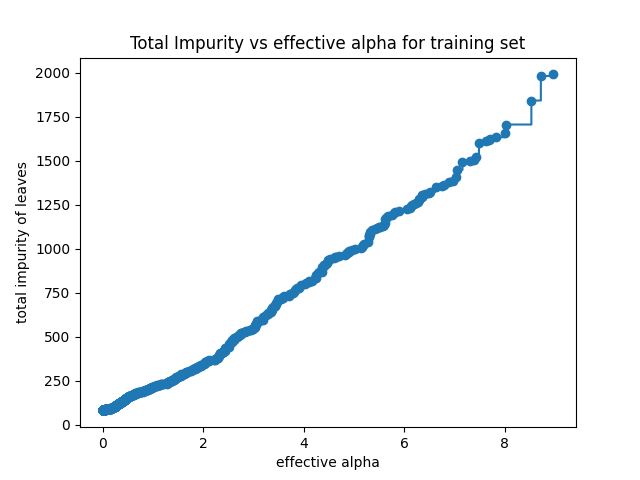 Total Impurity vs effective alpha for training set
total impurity of leaves
2000
1750
1500
1250
1000
750
500
250
0
0 2 4 6 8
effective alpha